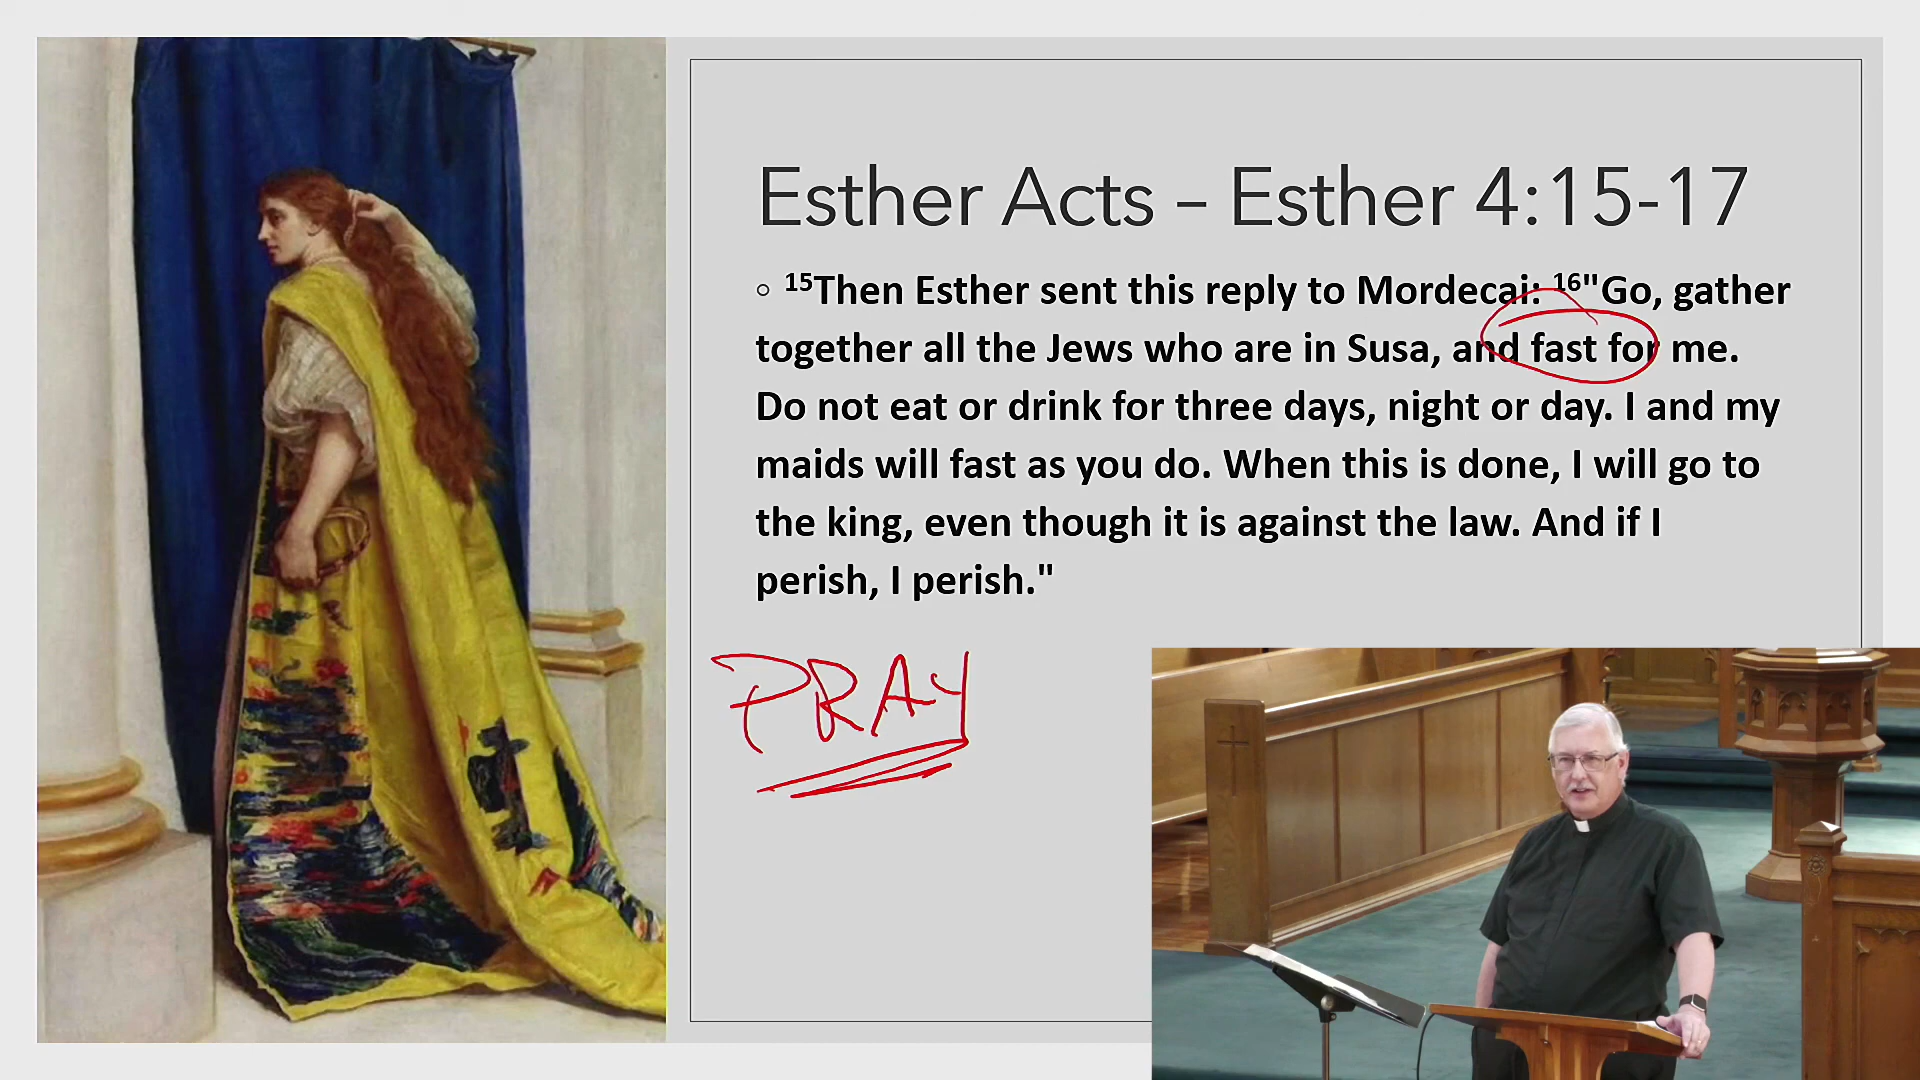 Esther Acts – Esther 4:15-17
◦ ¹⁵Then Esther sent this reply to Mordecai: ¹⁶"Go, gather
together all the Jews who are in Susa, and fast for me.
Do not eat or drink for three days, night or day. I and my
maids will fast as you do. When this is done, I will go to
the king, even though it is against the law. And if I
perish, I perish."
PRAY